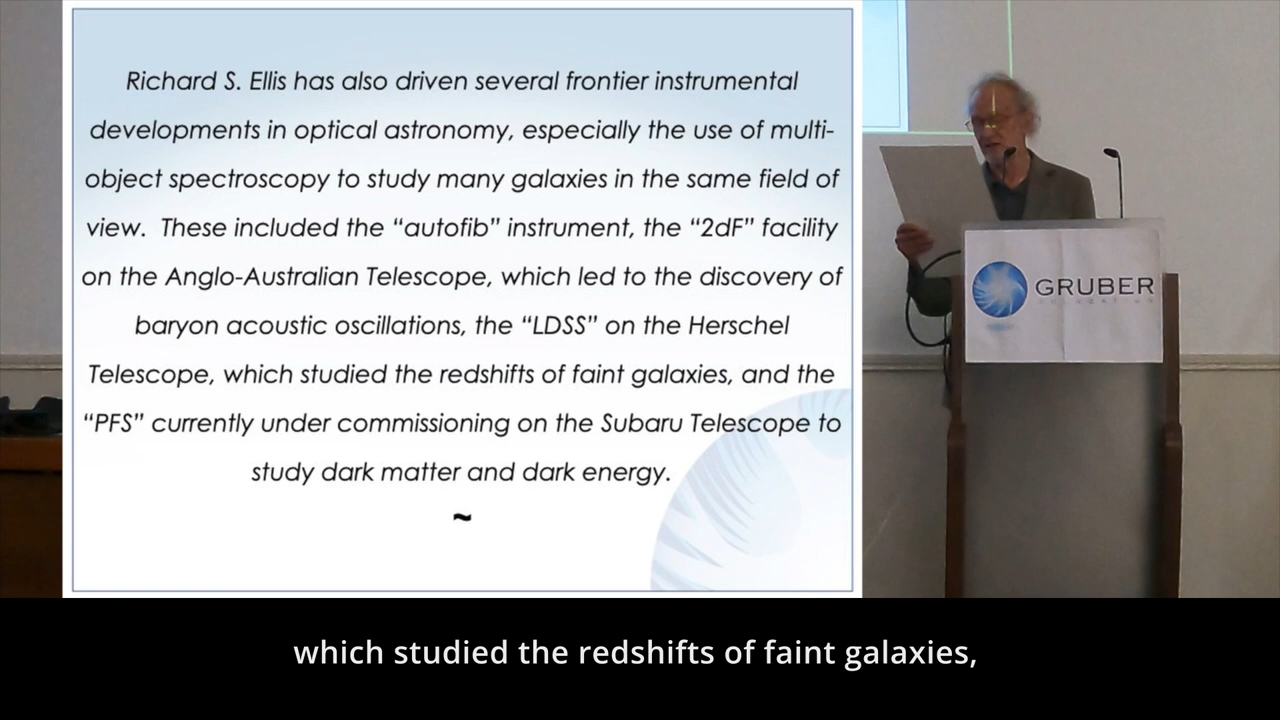 Richard S. Ellis has also driven several frontier instrumental
developments in optical astronomy, especially the use of multi-
object spectroscopy to study many galaxies in the same field of
view.  These included the “autofib” instrument, the “2dF” facility
on the Anglo-Australian Telescope, which led to the discovery of
baryon acoustic oscillations, the “LDSS” on the Herschel
Telescope, which studied the redshifts of faint galaxies, and the
“PFS” currently under commissioning on the Subaru Telescope to
study dark matter and dark energy.
~
GRUBER
FOUNDATION
which studied the redshifts of faint galaxies,